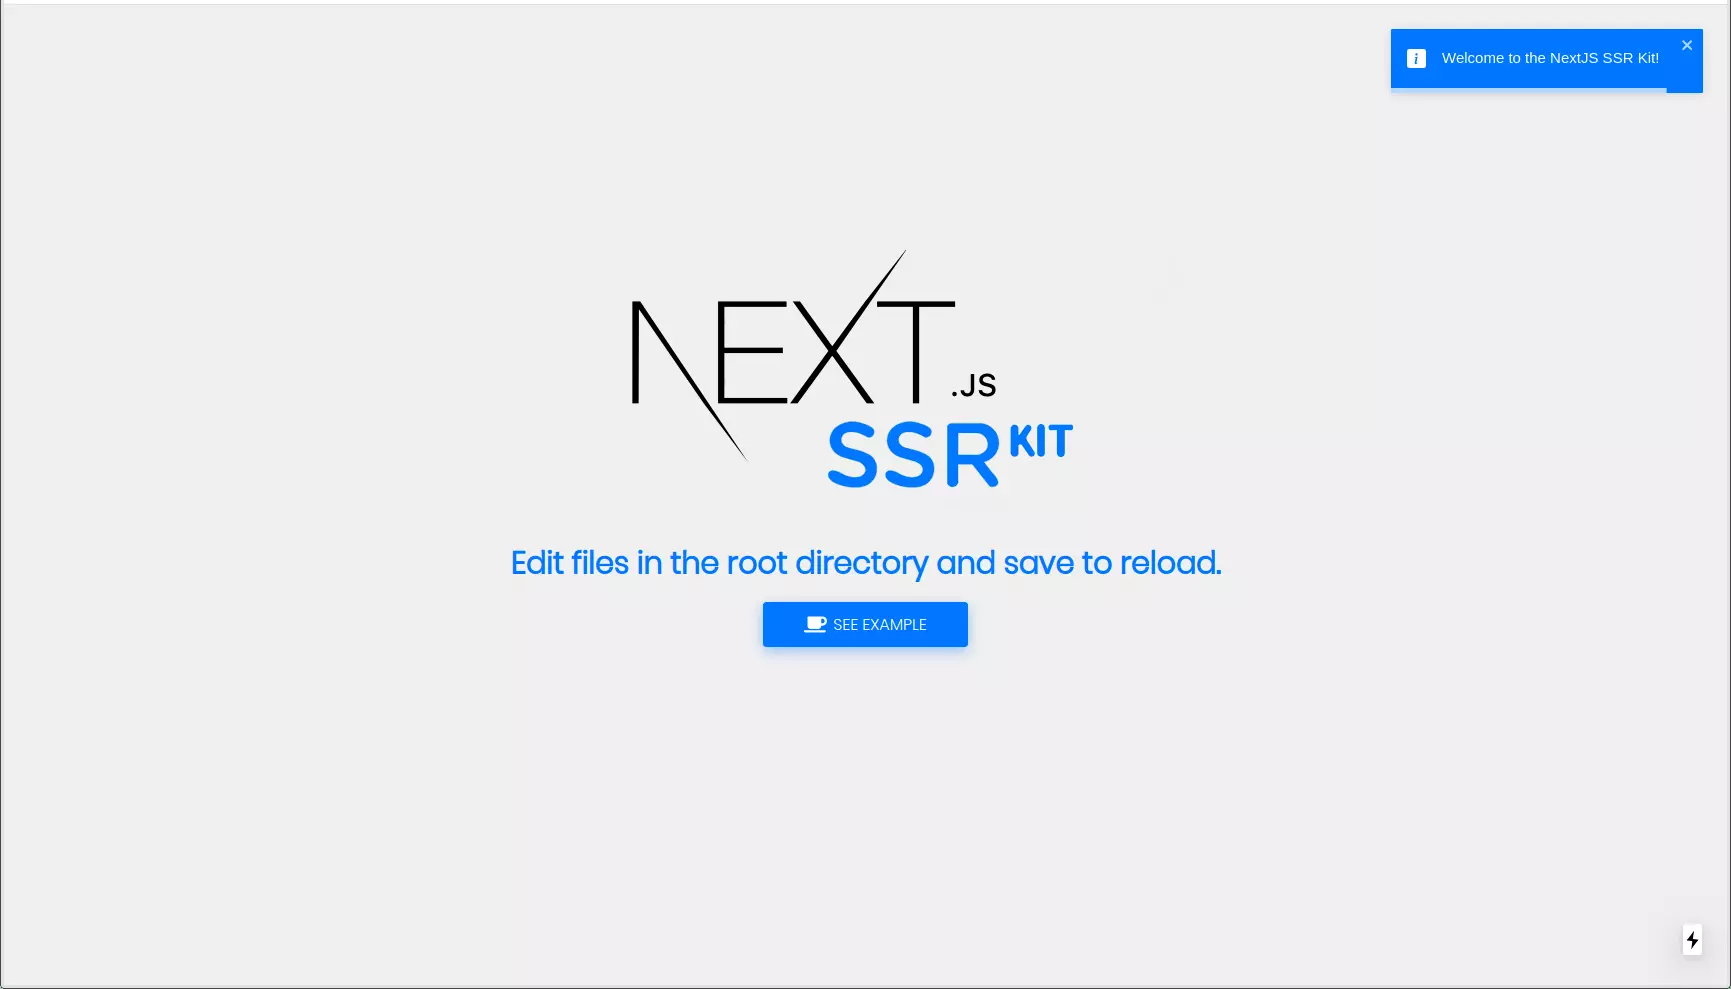 Welcome to the NextJS SSR Kit!
NEXT.JS
SSR KIT
Edit files in the root directory and save to reload.
SEE EXAMPLE